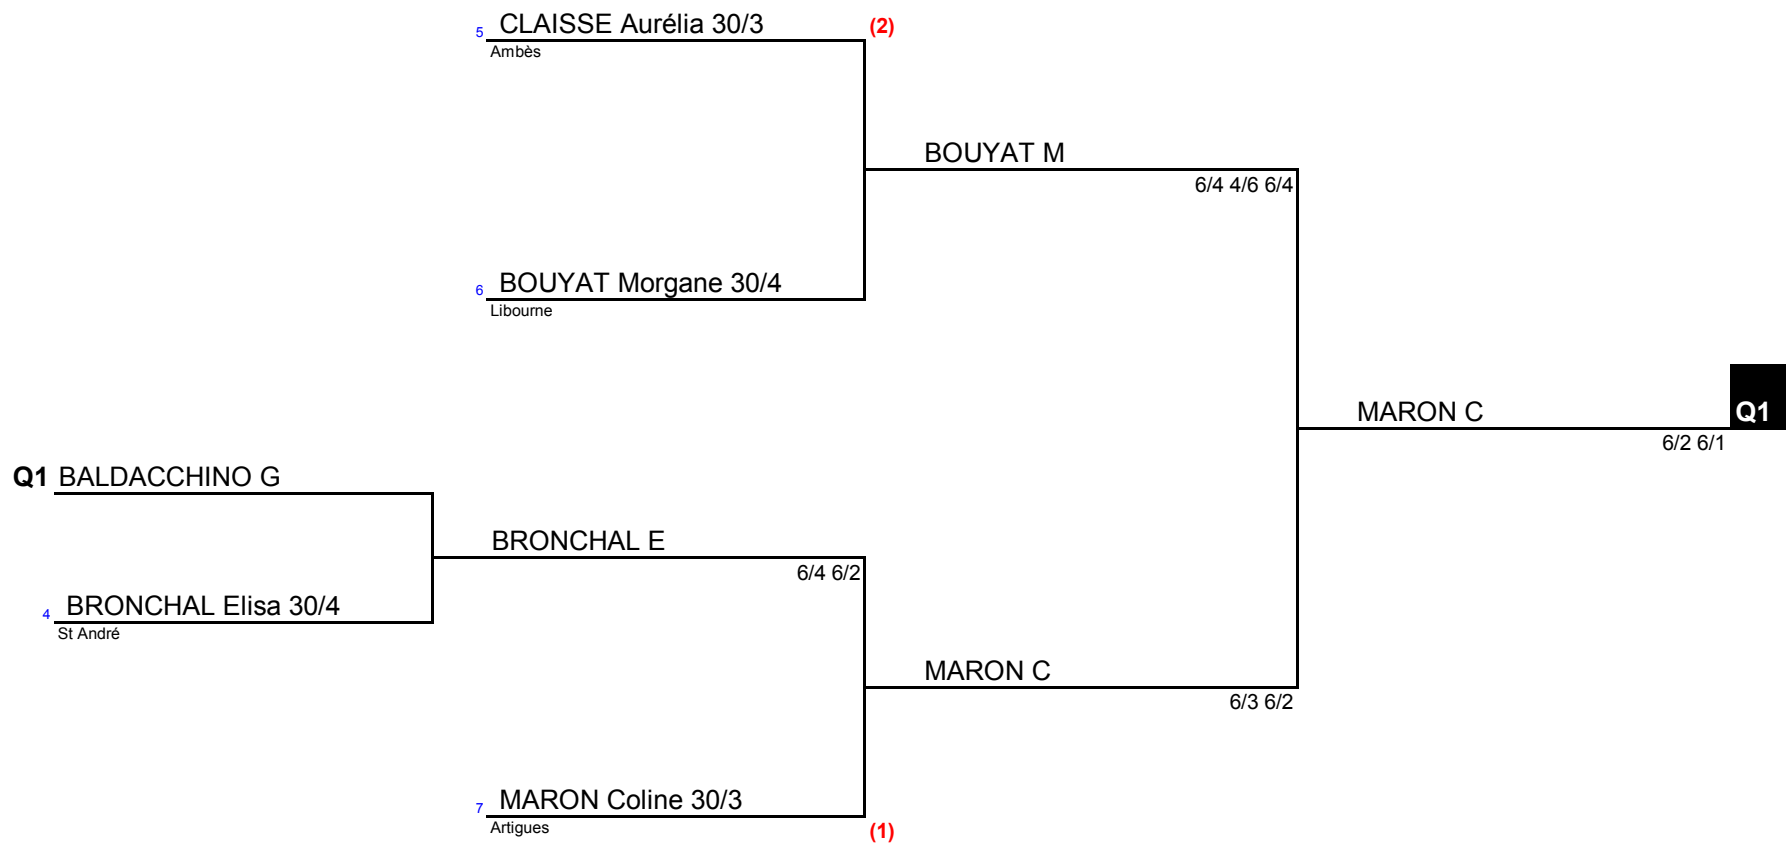 5 CLAISSE Aurélia 30/3 (2)
Ambès
BOUYAT M
6/4 4/6 6/4
6 BOUYAT Morgane 30/4
Libourne
MARON C Q1
6/2 6/1
Q1 BALDACCHINO G
BRONCHAL E
6/4 6/2
4 BRONCHAL Elisa 30/4
St André
MARON C
6/3 6/2
7 MARON Coline 30/3
Artigues (1)